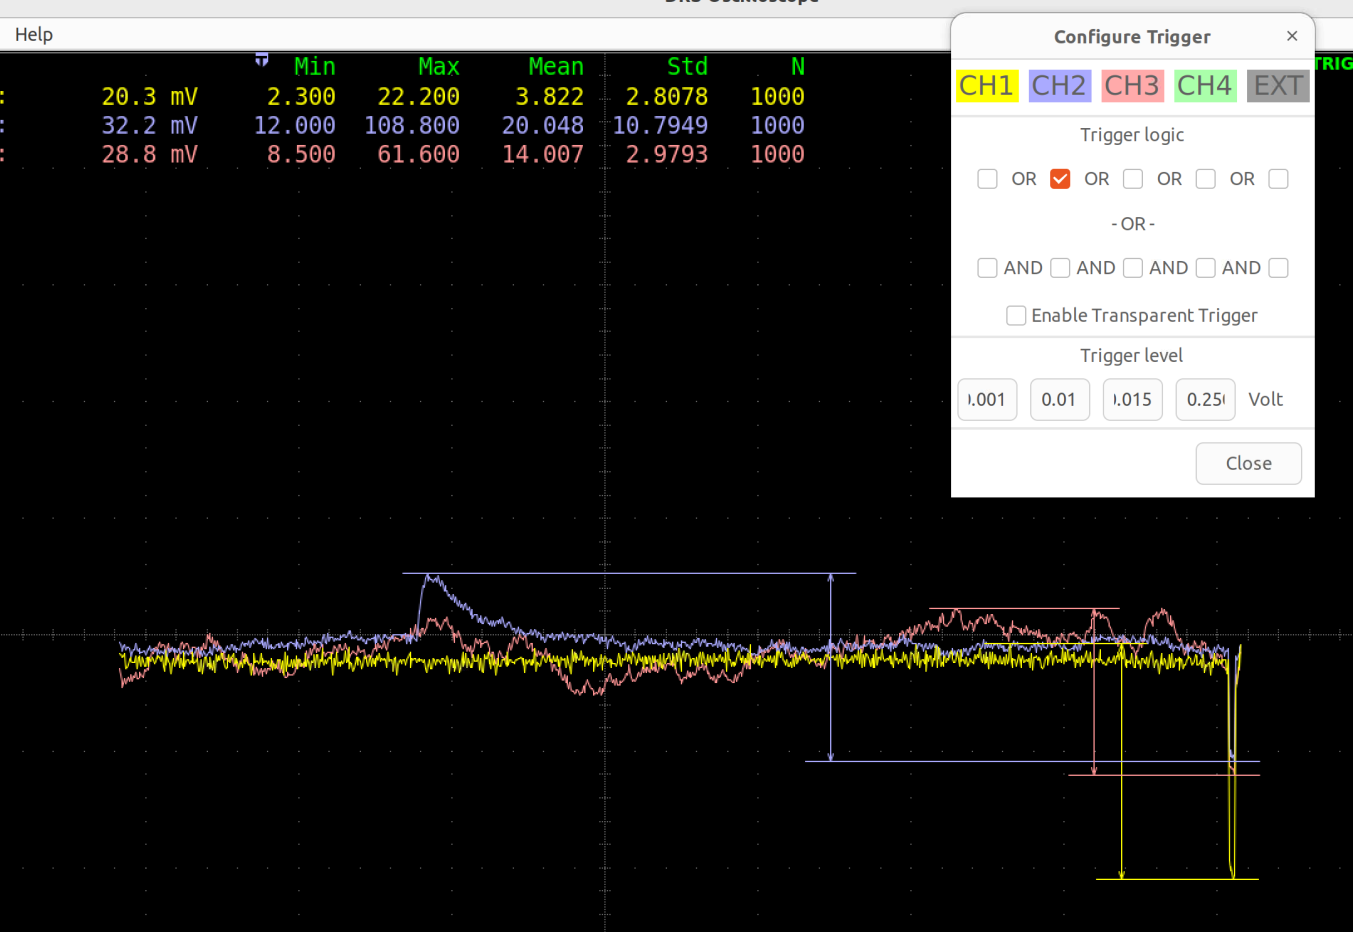 Help
Configure Trigger ×
TRIG
Min Max Mean Std N
: 20.3 mV 2.300 22.200 3.822 2.8078 1000
: 32.2 mV 12.000 108.800 20.048 10.7949 1000
: 28.8 mV 8.500 61.600 14.007 2.9793 1000
CH1 CH2 CH3 CH4 EXT
Trigger logic
OR OR OR OR
- OR -
AND AND AND AND
Enable Transparent Trigger
Trigger level
.001 0.01 .015 0.25 Volt
Close